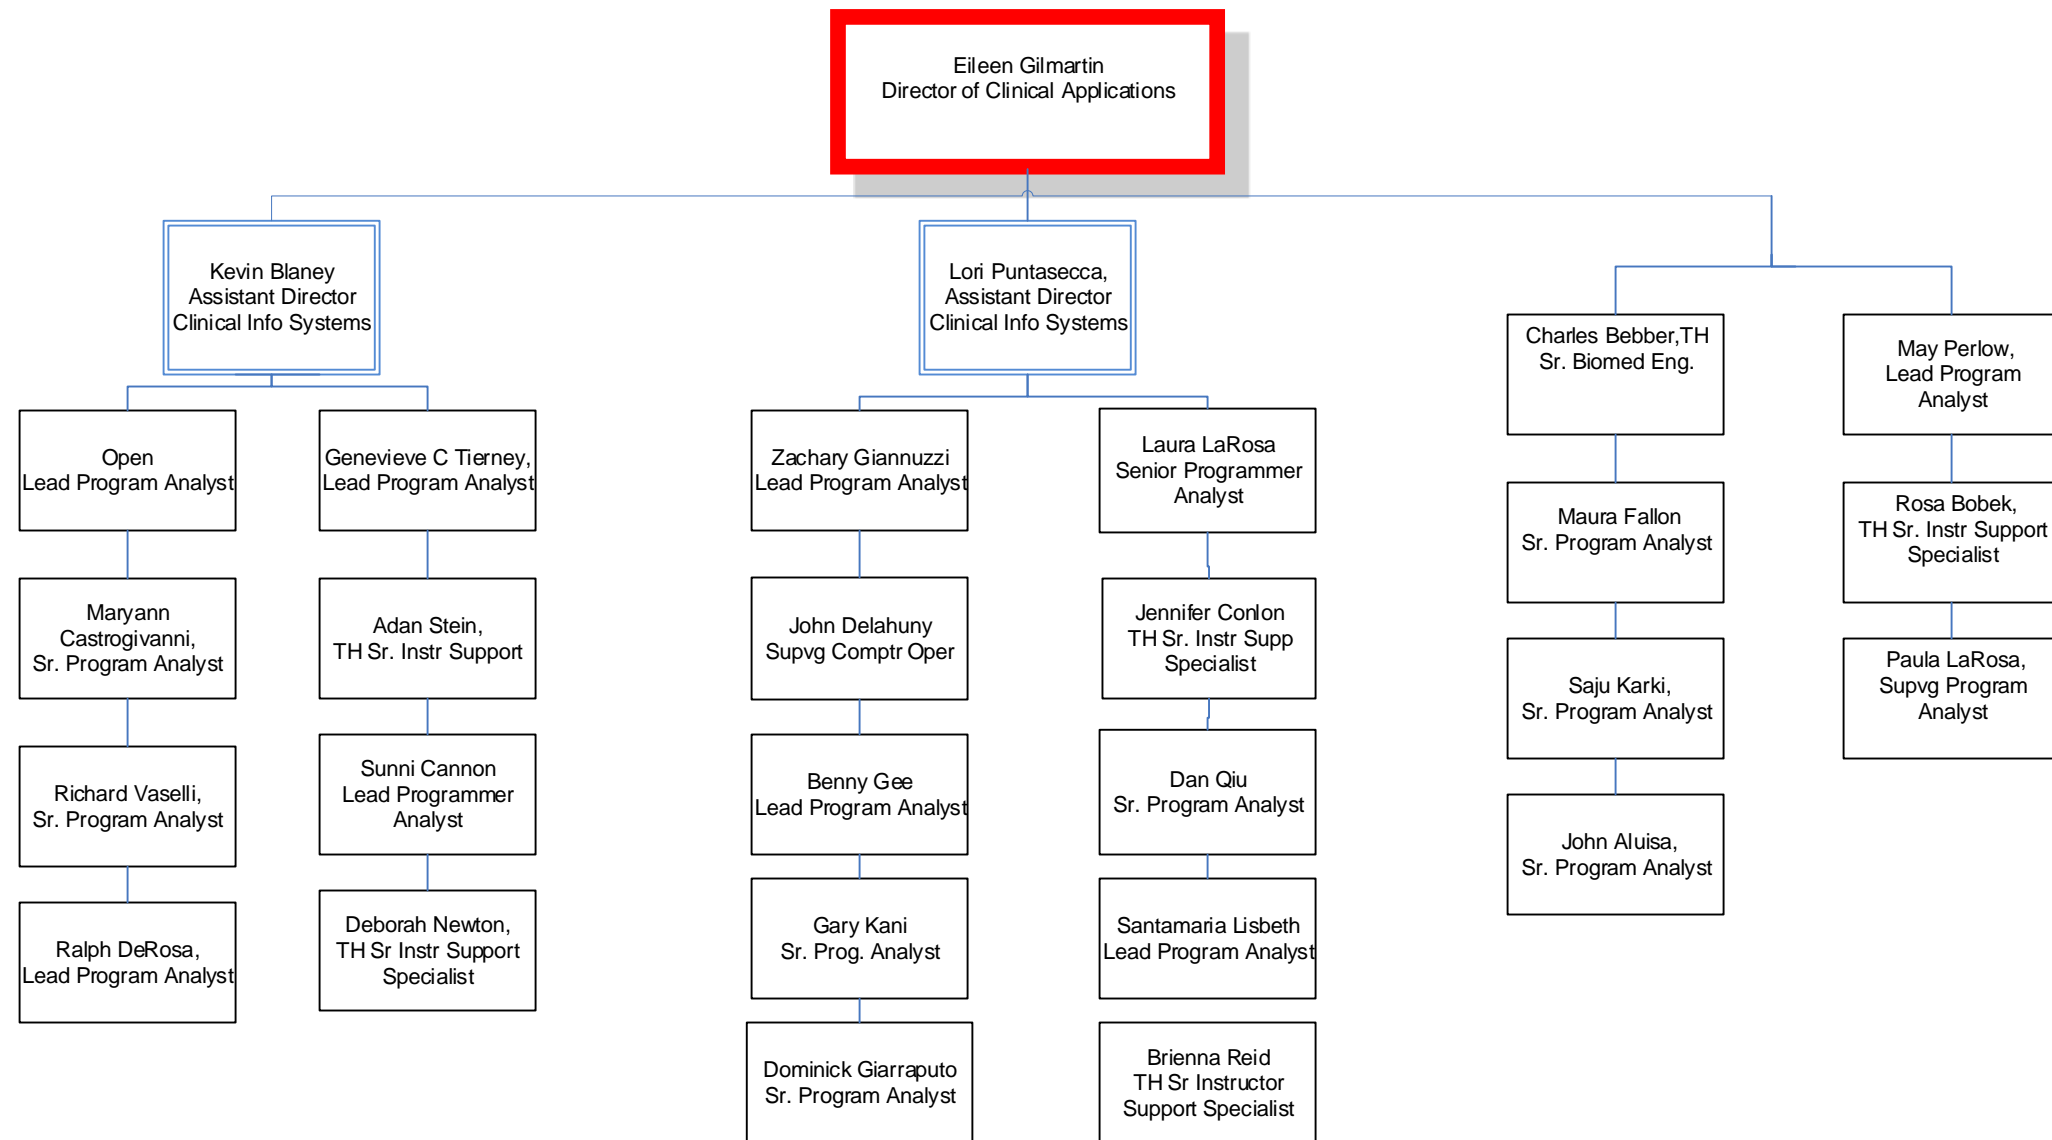 Eileen Gilmartin
Director of Clinical Applications
Kevin Blaney
Assistant Director
Clinical Info Systems
Lori Puntasecca,
Assistant Director
Clinical Info Systems
Open
Lead Program Analyst
Maryann
Castrogivanni,
Sr. Program Analyst
Richard Vaselli,
Sr. Program Analyst
Ralph DeRosa,
Lead Program Analyst
Genevieve C Tierney,
Lead Program Analyst
Adan Stein,
TH Sr. Instr Support
Sunni Cannon
Lead Programmer
Analyst
Deborah Newton,
TH Sr Instr Support
Specialist
Zachary Giannuzzi
Lead Program Analyst
John Delahuny
Supvg Comptr Oper
Benny Gee
Lead Program Analyst
Gary Kani
Sr. Prog. Analyst
Dominick Giarraputo
Sr. Program Analyst
Laura LaRosa
Senior Programmer
Analyst
Jennifer Conlon
TH Sr. Instr Supp
Specialist
Dan Qiu
Sr. Program Analyst
Santamaria Lisbeth
Lead Program Analyst
Brienna Reid
TH Sr Instructor
Support Specialist
Charles Bebber,TH
Sr. Biomed Eng.
Maura Fallon
Sr. Program Analyst
Saju Karki,
Sr. Program Analyst
John Aluisa,
Sr. Program Analyst
May Perlow,
Lead Program
Analyst
Rosa Bobek,
TH Sr. Instr Support
Specialist
Paula LaRosa,
Supvg Program
Analyst